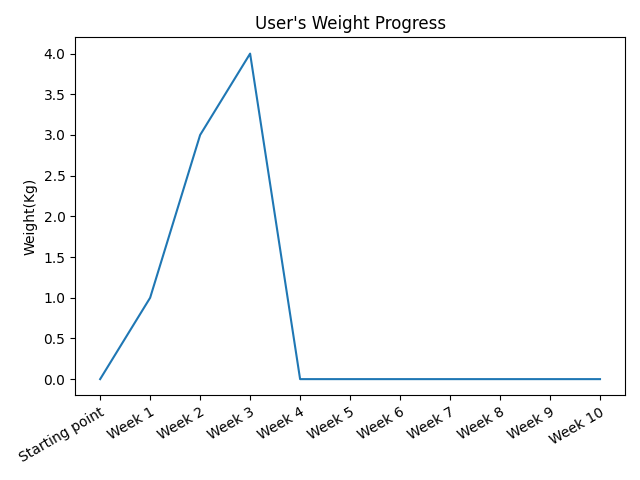 User's Weight Progress
Weight(Kg)
4.0
3.5
3.0
2.5
2.0
1.5
1.0
0.5
0.0
Starting point
Week 1
Week 2
Week 3
Week 4
Week 5
Week 6
Week 7
Week 8
Week 9
Week 10